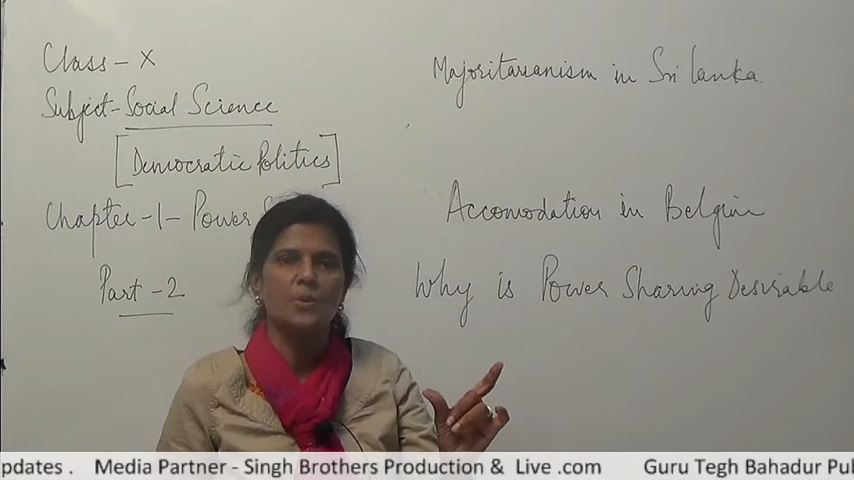 Class - X
Subject - Social Science
[Democratic Politics]
Chapter - 1 - Power
Part - 2
Majoritarianism in Sri lanka.
Accomodation in Belgium
Why is Power Sharing Desirable
pdates . Media Partner - Singh Brothers Production & Live .com Guru Tegh Bahadur Pub